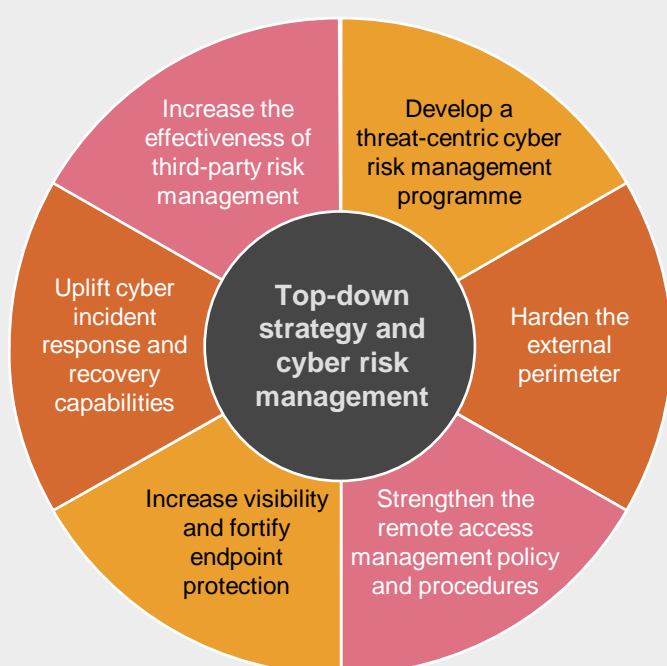 Increase the
effectiveness of
third-party risk
management
Develop a
threat-centric cyber
risk management
programme
Uplift cyber
incident
response and
recovery
capabilities
Top-down
strategy and
cyber risk
management
Harden the
external
perimeter
Increase visibility
and fortify
endpoint
protection
Strengthen the
remote access
management policy
and procedures